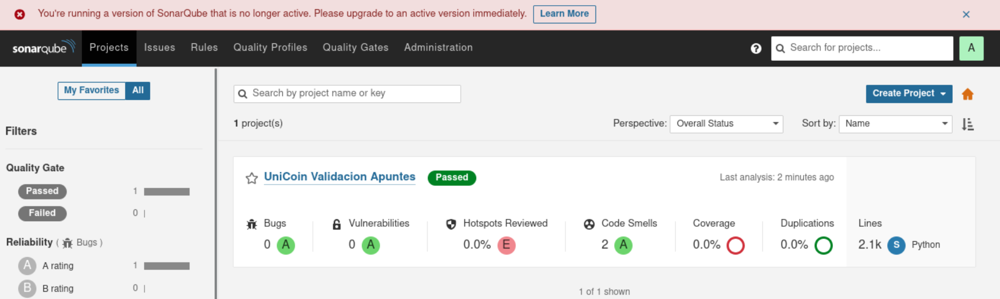 You're running a version of SonarQube that is no longer active. Please upgrade to an active version immediately. Learn More
sonarqube Projects Issues Rules Quality Profiles Quality Gates Administration ? Search for projects... A
My Favorites All
Filters
Quality Gate
Passed 1
Failed 0
Reliability ( Bugs )
A A rating 1
B B rating 0
Search by project name or key Create Project
1 project(s) Perspective: Overall Status Sort by: Name
UniCoin Validacion Apuntes Passed Last analysis: 2 minutes ago
Bugs Vulnerabilities Hotspots Reviewed Code Smells Coverage Duplications Lines
0 A 0 A 0.0% E 2 A 0.0% 0.0% 2.1k S Python
1 of 1 shown